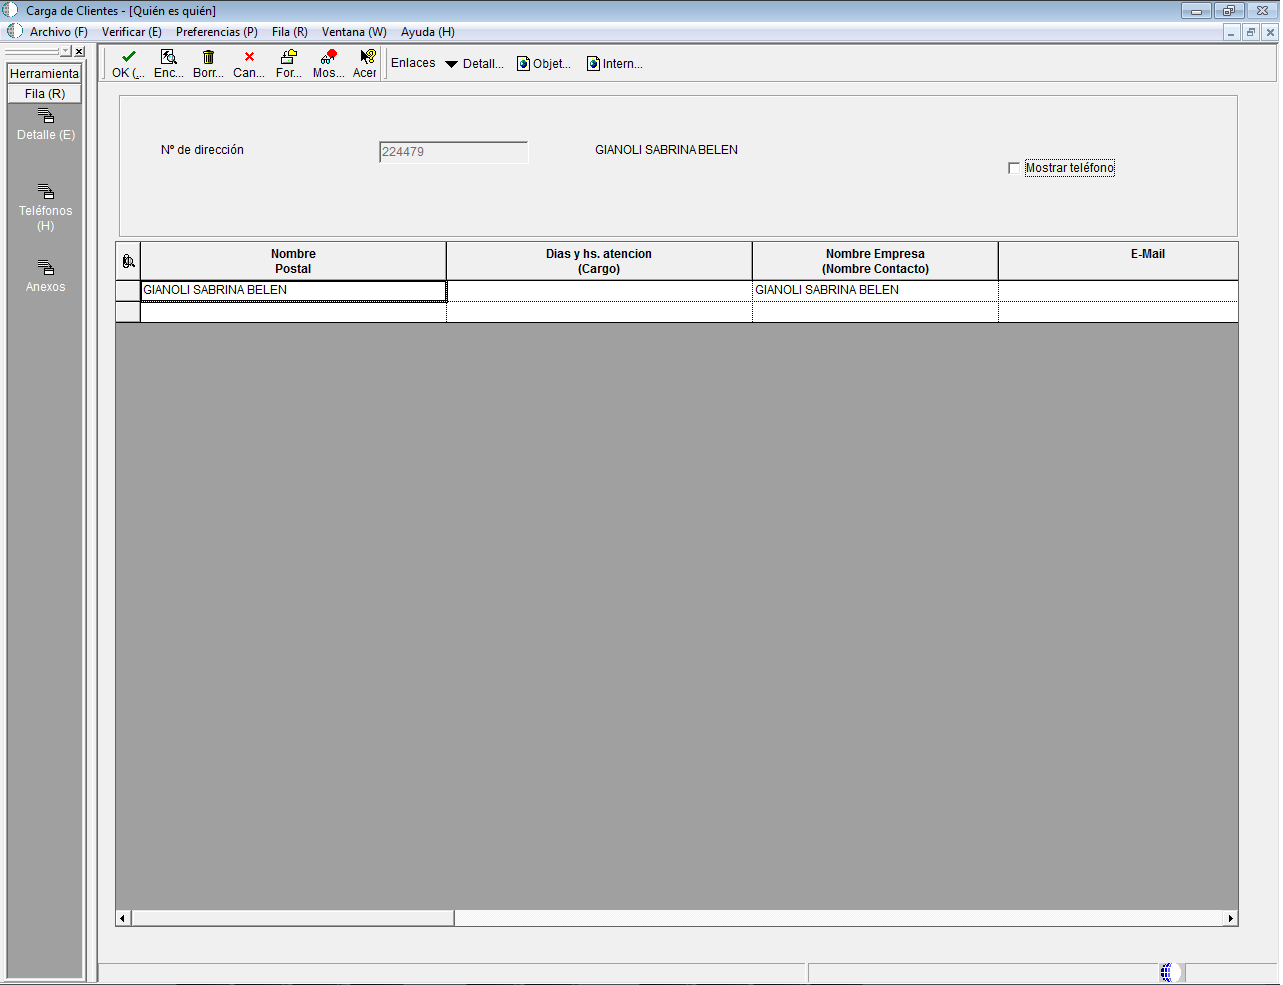 Carga de Clientes - [Quién es quién]
Archivo (F) Verificar (E) Preferencias (P) Fila (R) Ventana (W) Ayuda (H)
Herramienta
Fila (R)
Detalle (E)
Teléfonos
(H)
Anexos
OK (... Enc... Borr... Can... For... Mos... Acer
Enlaces Detall... Objet... Intern...
Nº de dirección 224479 GIANOLI SABRINA BELEN
Mostrar teléfono
Nombre
Postal
Dias y hs. atencion
(Cargo)
Nombre Empresa
(Nombre Contacto)
E-Mail
GIANOLI SABRINA BELEN GIANOLI SABRINA BELEN